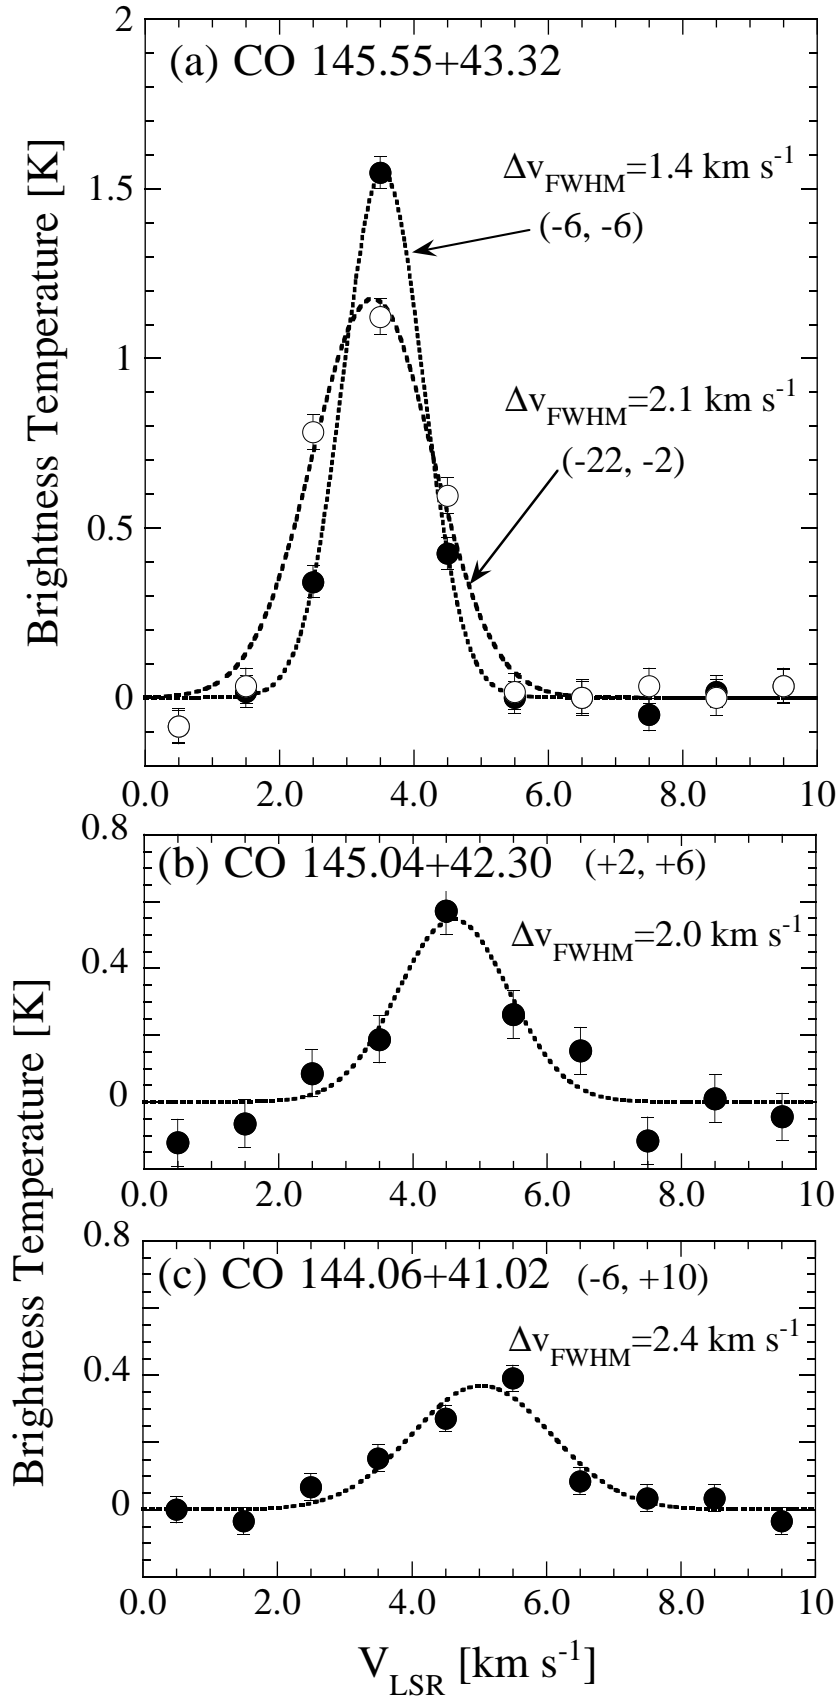 (a) CO 145.55+43.32
Δv_FWHM=1.4 km s⁻¹
(-6, -6)
Δv_FWHM=2.1 km s⁻¹
(-22, -2)
2
1.5
1
0.5
0
Brightness Temperature [K]
0.0 2.0 4.0 6.0 8.0 10
(b) CO 145.04+42.30 (+2, +6)
Δv_FWHM=2.0 km s⁻¹
0.8
0.4
0
0.0 2.0 4.0 6.0 8.0 10
Brightness Temperature [K]
(c) CO 144.06+41.02 (-6, +10)
Δv_FWHM=2.4 km s⁻¹
0.8
0.4
0
0.0 2.0 4.0 6.0 8.0 10
V_LSR [km s⁻¹]